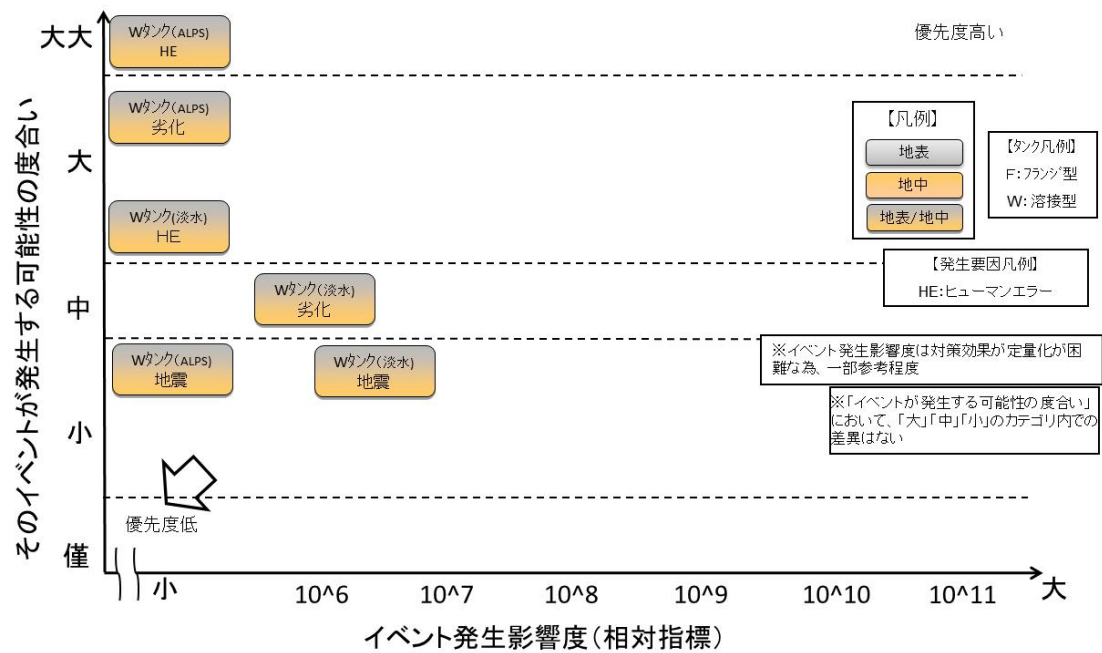 そのイベントが発生する可能性の度合い
大大
Wタンク(ALPS)
HE
優先度高い
大
Wタンク(ALPS)
劣化
【凡例】
地表
地中
地表/地中
【タンク凡例】
F:フランジ型
W:溶接型
Wタンク(淡水)
HE
【発生要因凡例】
HE:ヒューマンエラー
中
Wタンク(淡水)
劣化
Wタンク(ALPS)
地震
Wタンク(淡水)
地震
※イベント発生影響度は対策効果が定量化が困
難な為、一部参考程度
※「イベントが発生する可能性の度合い」
において、「大」「中」「小」のカテゴリ内での
差異はない
小
優先度低
僅
小
10^6
10^7
10^8
10^9
10^10
10^11
大
イベント発生影響度(相対指標)